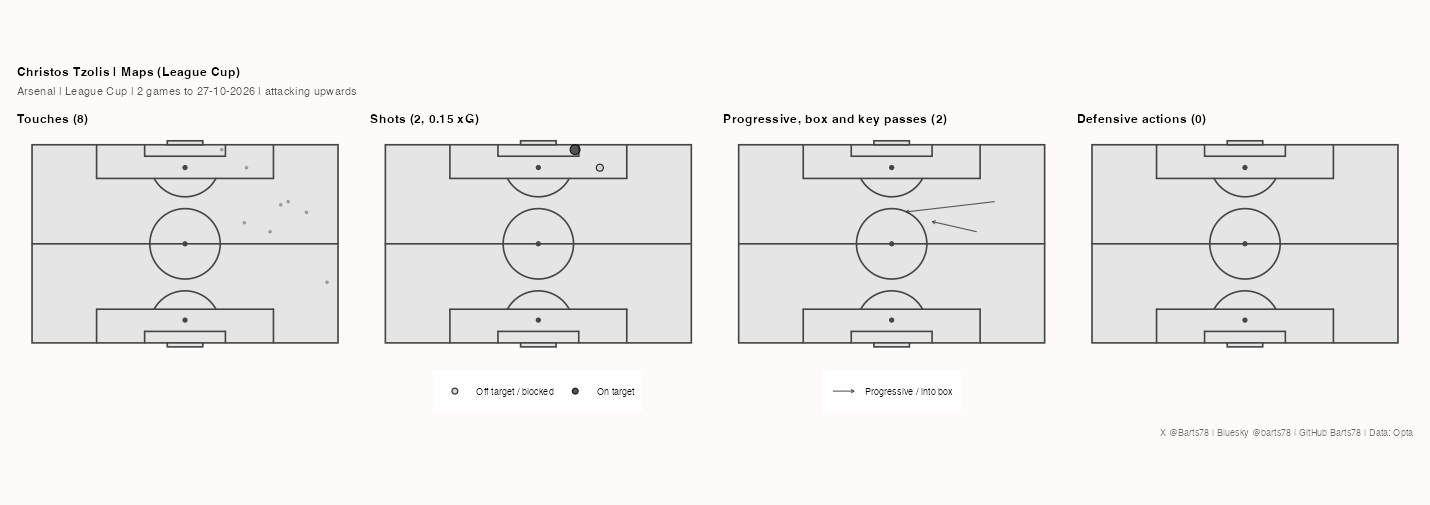 Christos Tzolis | Maps (League Cup)
Arsenal | League Cup | 2 games to 27-10-2026 | attacking upwards
Touches (8)
Shots (2, 0.15 xG)
Progressive, box and key passes (2)
Defensive actions (0)
Off target / blocked
On target
Progressive / into box
X @Barts78 | Bluesky @barts78 | GitHub Barts78 | Data: Opta